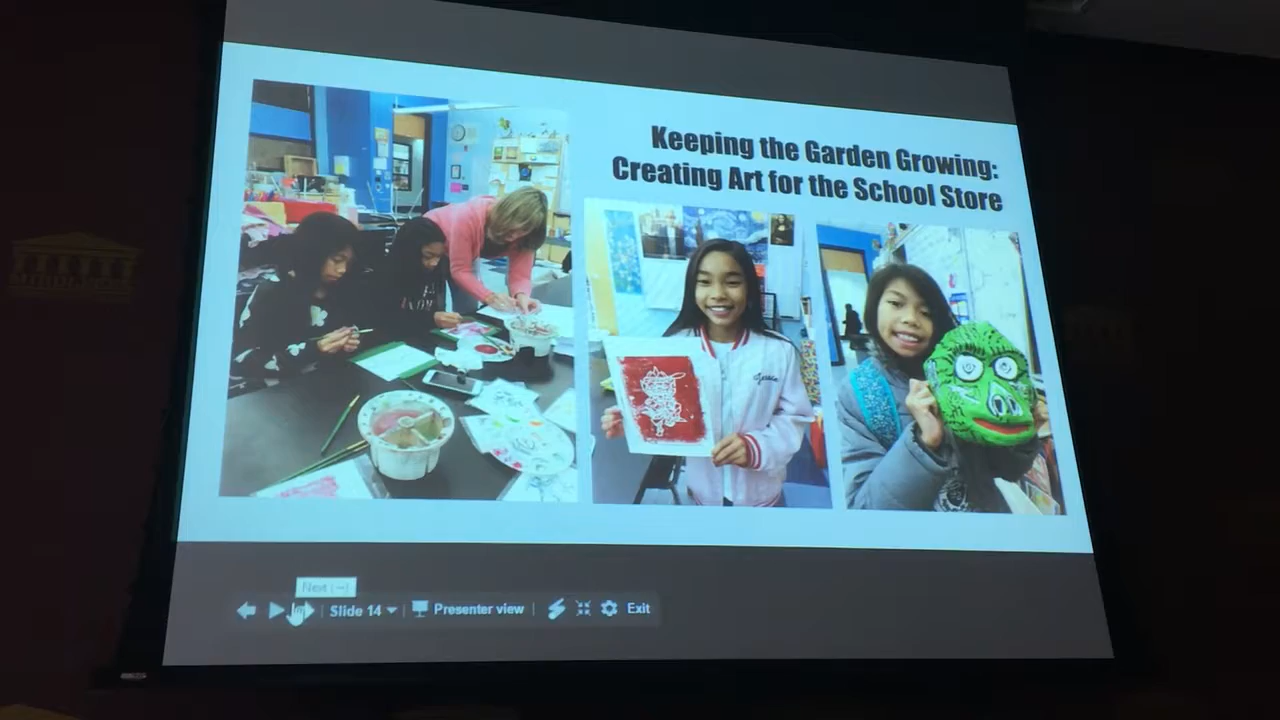 Keeping the Garden Growing:
Creating Art for the School Store
Next
Slide 14
Presenter view
Exit